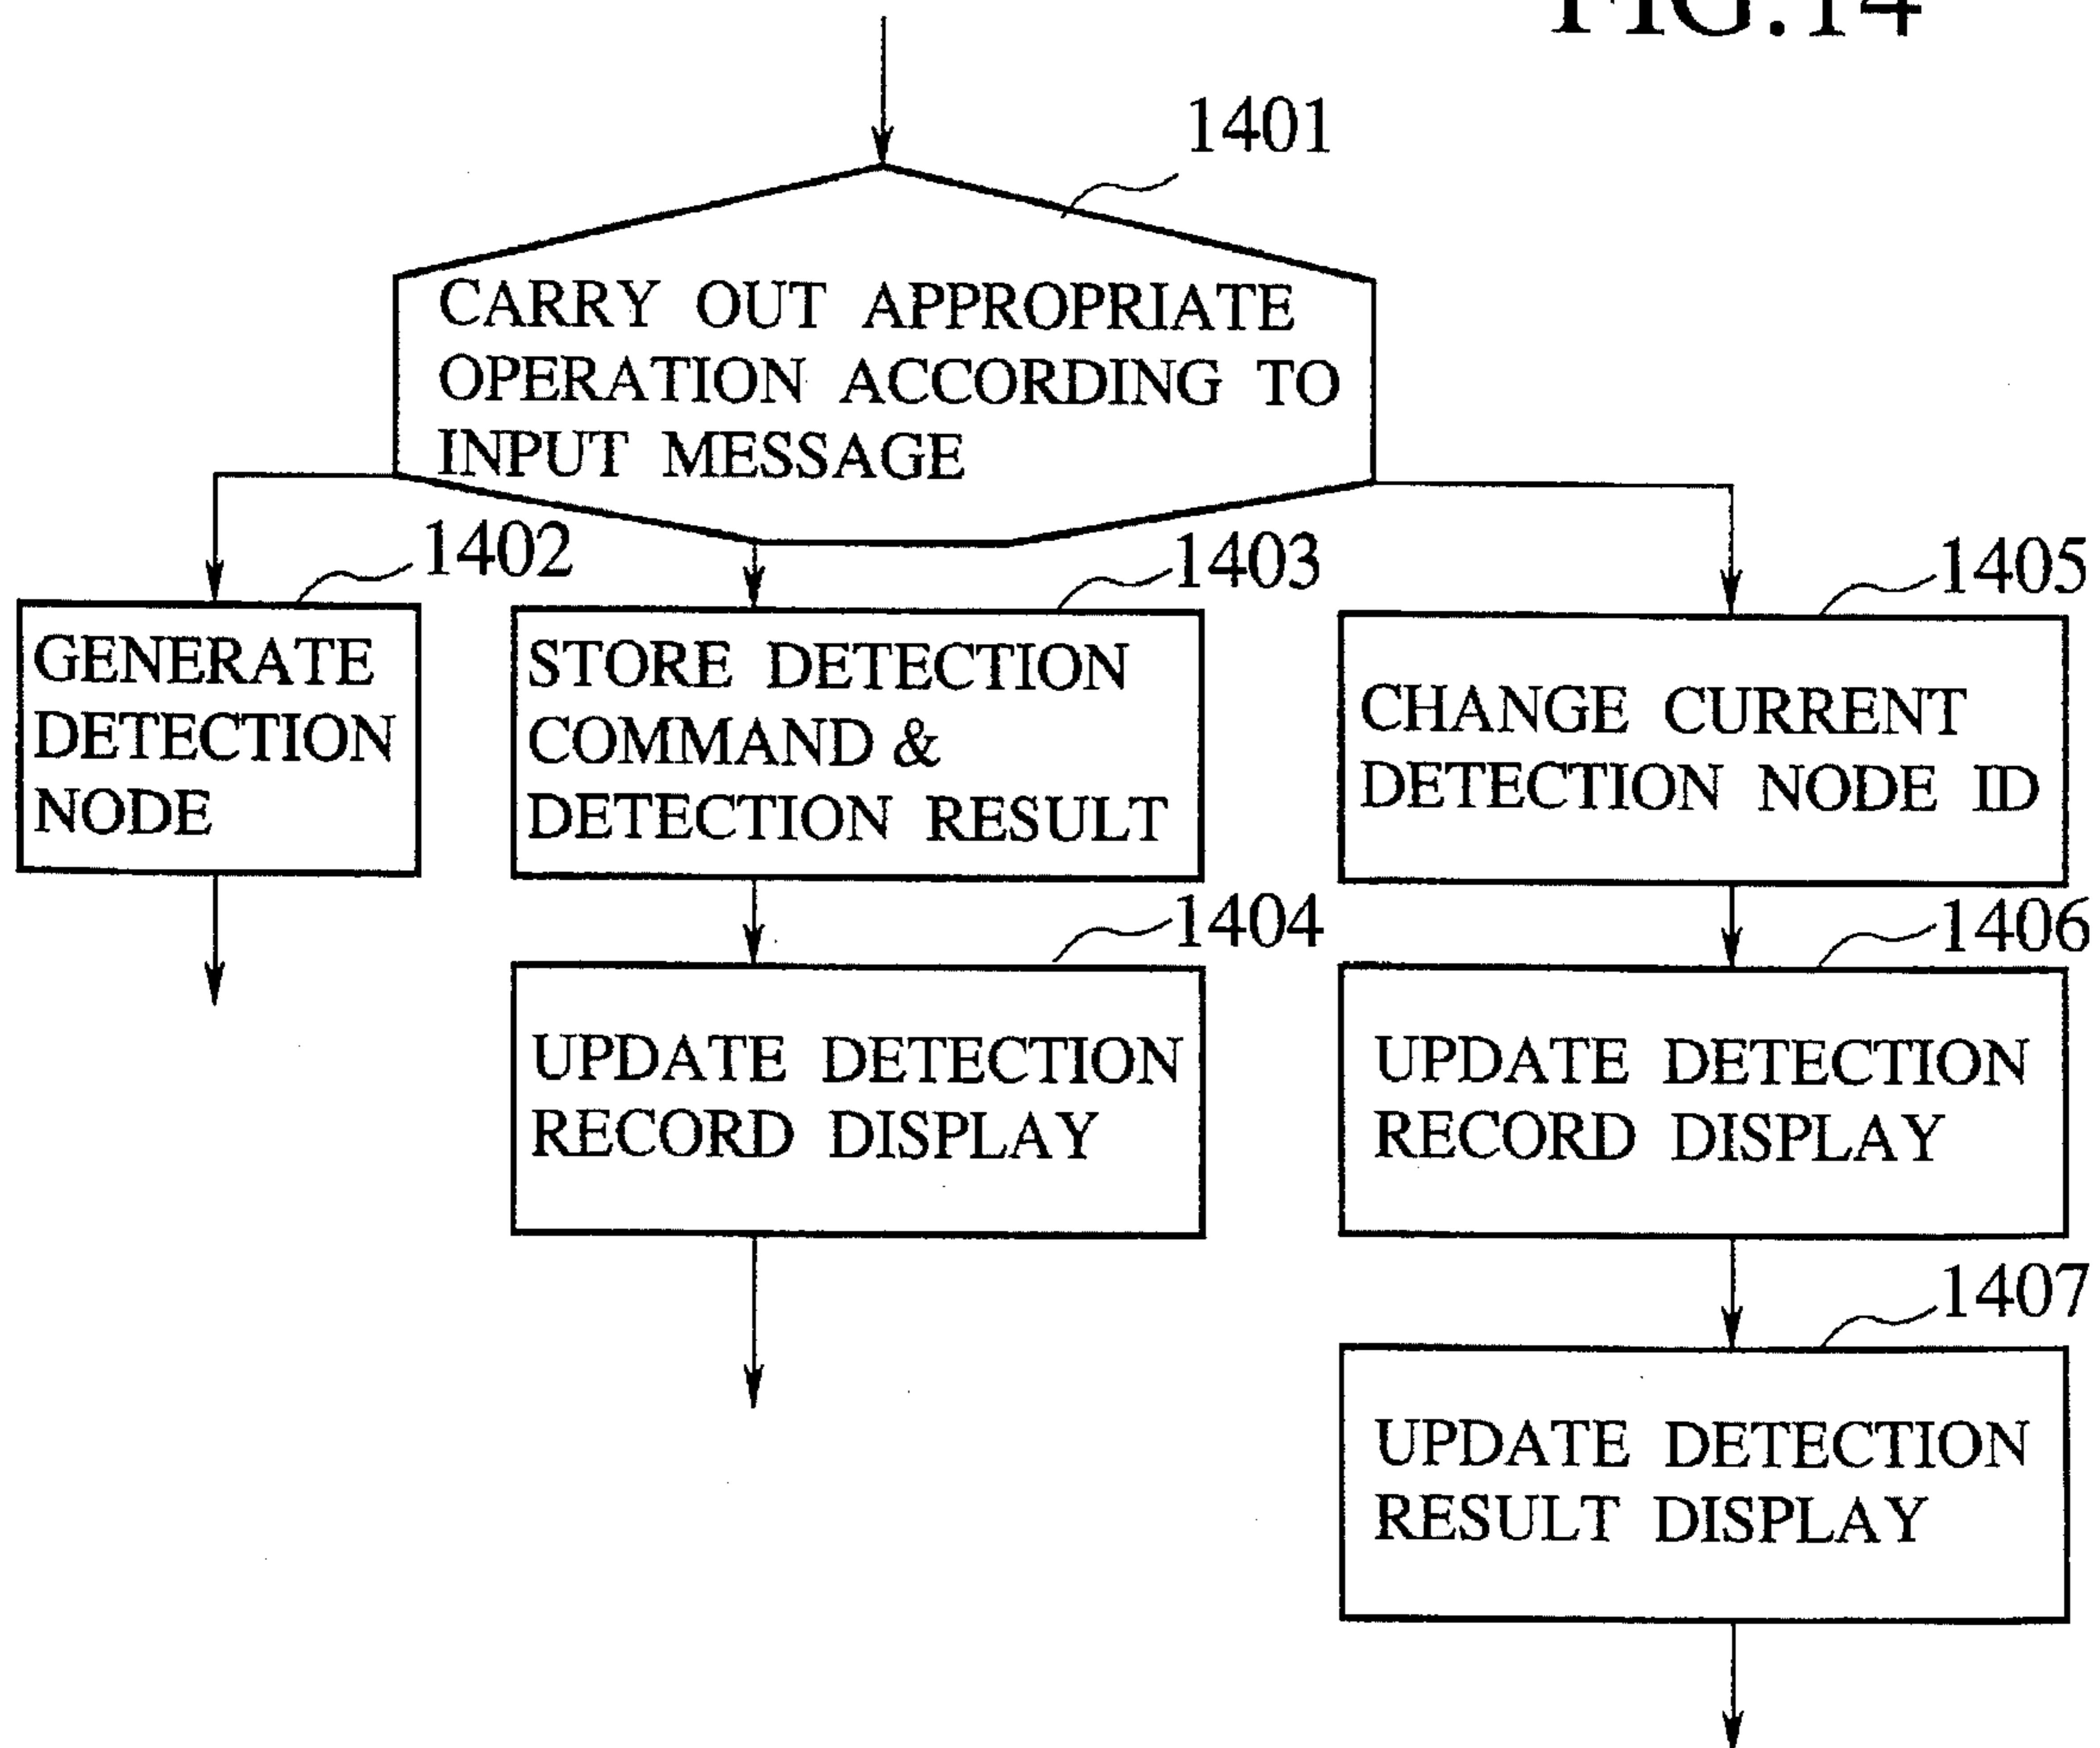 FIG.14
1401
CARRY OUT APPROPRIATE
OPERATION ACCORDING TO
INPUT MESSAGE
1402
GENERATE
DETECTION
NODE
1403
STORE DETECTION
COMMAND &
DETECTION RESULT
1404
UPDATE DETECTION
RECORD DISPLAY
1405
CHANGE CURRENT
DETECTION NODE ID
1406
UPDATE DETECTION
RECORD DISPLAY
1407
UPDATE DETECTION
RESULT DISPLAY